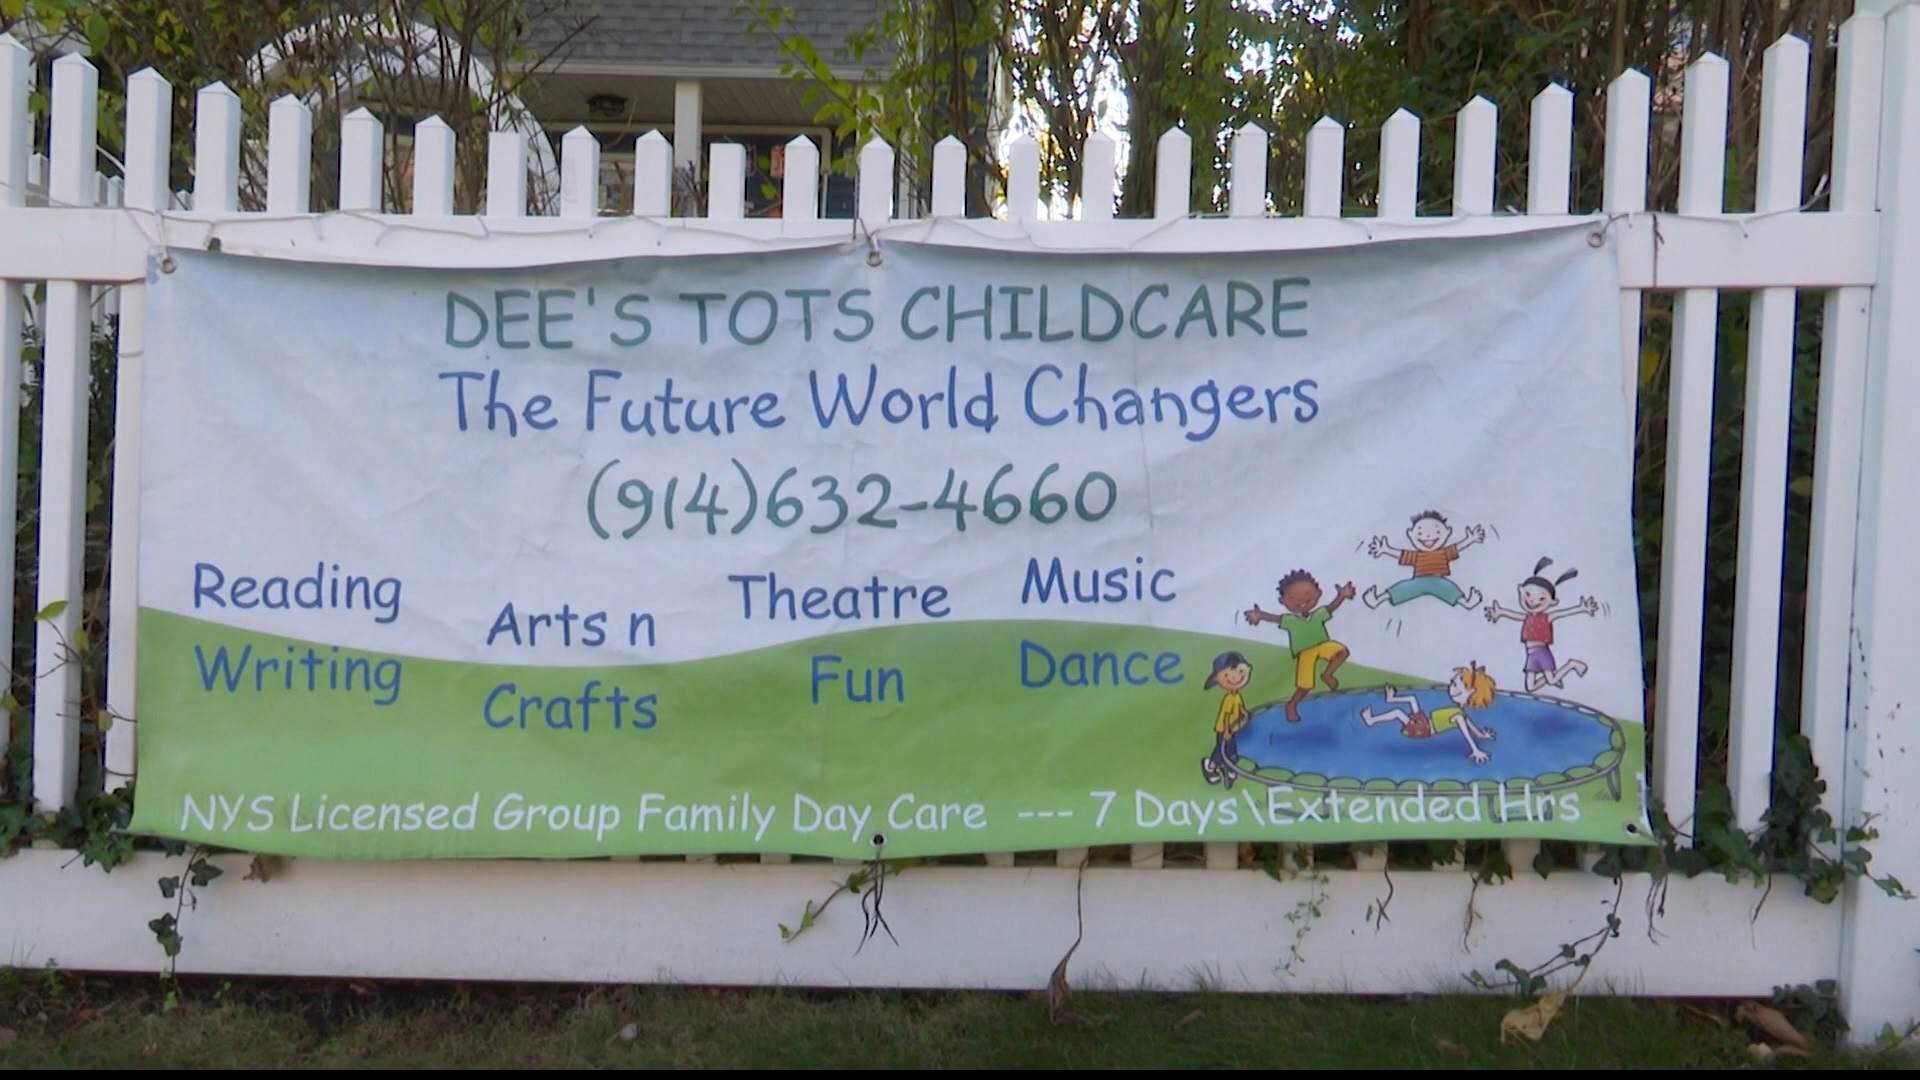 DEE'S TOTS CHILDCARE
The Future World Changers
(914)632-4660
Reading
Writing
Arts n
Crafts
Theatre
Fun
Music
Dance
NYS Licensed Group Family Day Care --- 7 Days\Extended Hrs